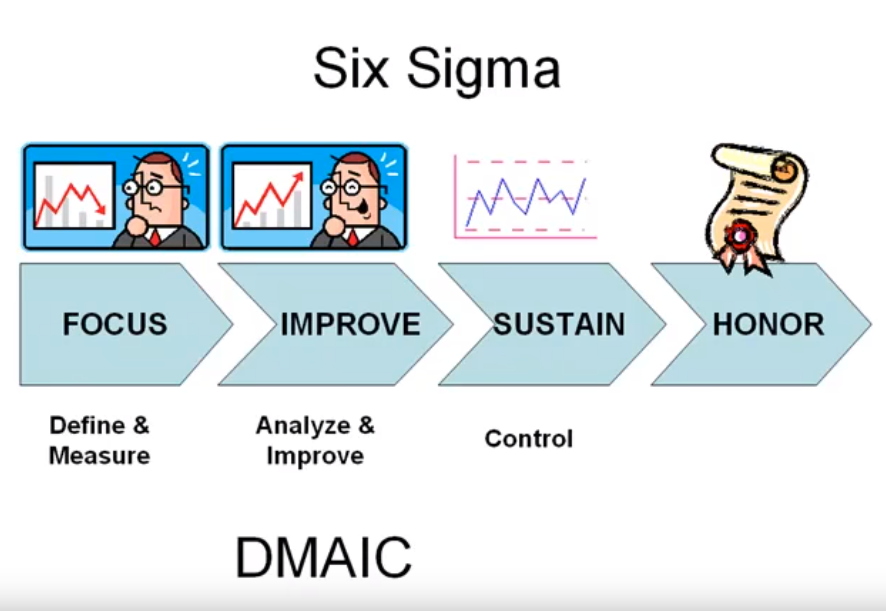 Six Sigma
FOCUS
IMPROVE
SUSTAIN
HONOR
Define &
Measure
Analyze &
Improve
Control
DMAIC